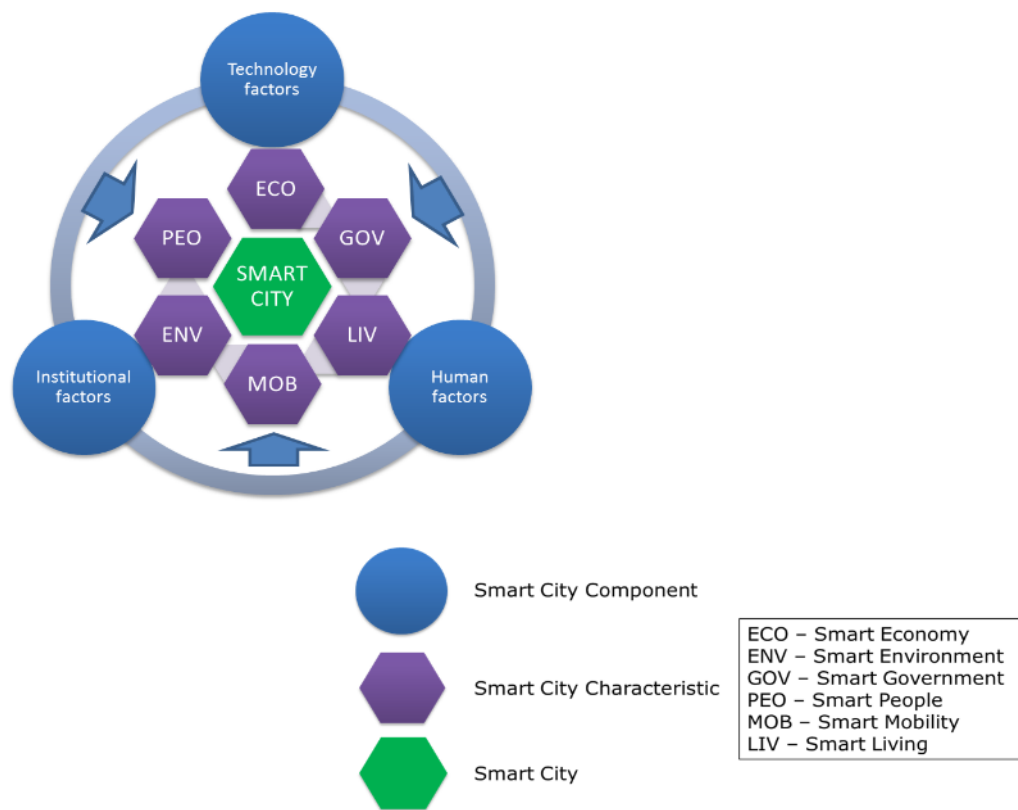 Technology
factors
ECO
PEO
GOV
SMART
CITY
ENV
LIV
MOB
Institutional
factors
Human
factors
Smart City Component
Smart City Characteristic
Smart City
ECO – Smart Economy
ENV – Smart Environment
GOV – Smart Government
PEO – Smart People
MOB – Smart Mobility
LIV – Smart Living